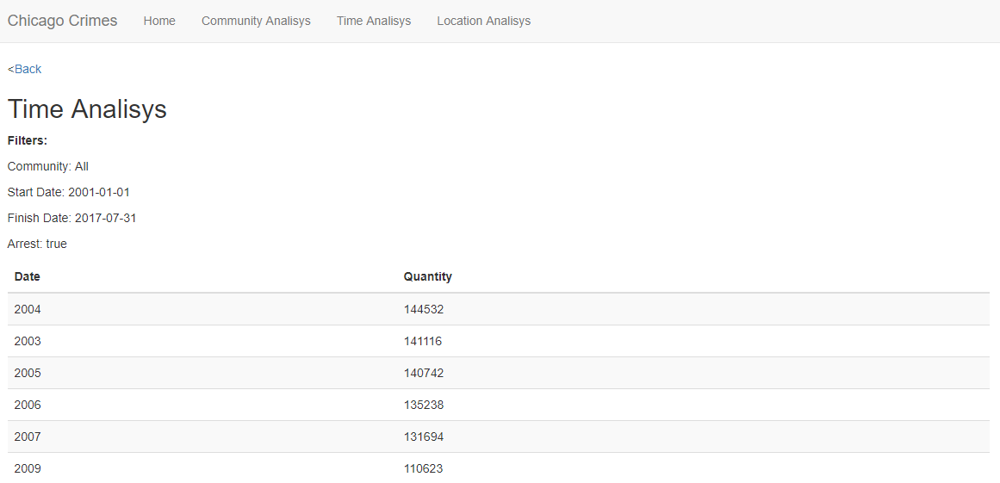 Chicago Crimes Home Community Analisys Time Analisys Location Analisys
<Back
Time Analisys
Filters:
Community: All
Start Date: 2001-01-01
Finish Date: 2017-07-31
Arrest: true
Date Quantity
2004 144532
2003 141116
2005 140742
2006 135238
2007 131694
2009 110623